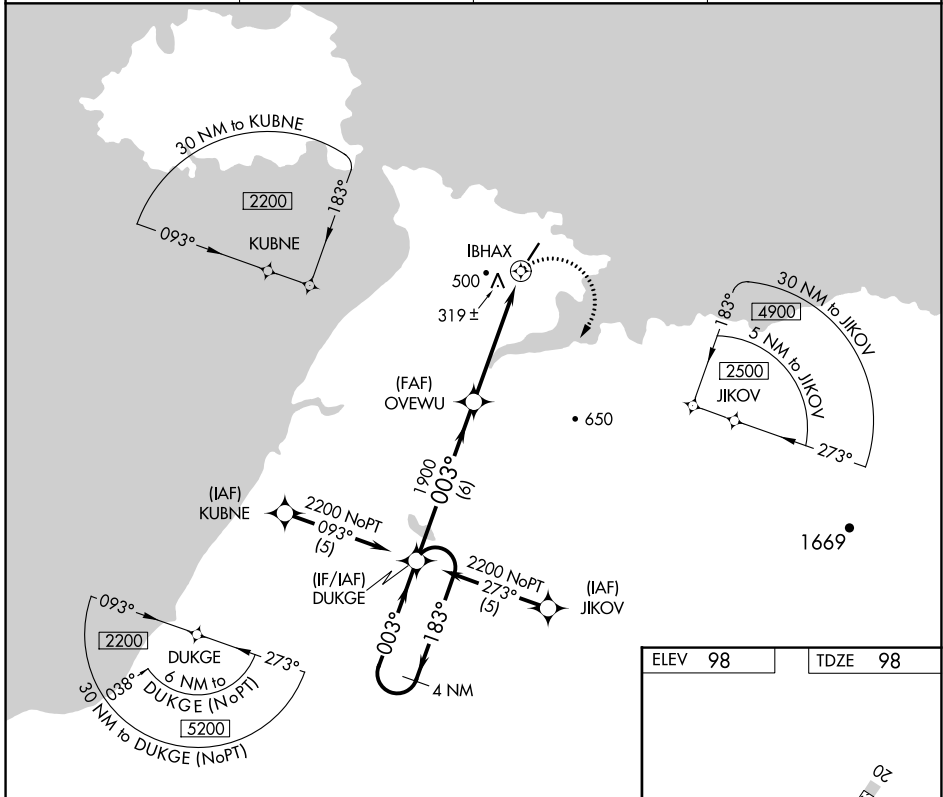 30 NM to KUBNE
2200
183°
093°
KUBNE
IBHAX
500
319 ±
30 NM to JIKOV
4900
183°
5 NM to JIKOV
2500
JIKOV
273°
(FAF)
OVEWU
650
1900
003°
(6)
(IAF)
KUBNE
2200 NoPT
093°
(5)
1669
(IF/IAF)
DUKGE
2200 NoPT
273°
(5)
(IAF)
JIKOV
003°
183°
4 NM
093°
2200
DUKGE
273°
6 NM to
DUKGE (NoPT)
038°
5200
30 NM to DUKGE (NoPT)
ELEV 98
TDZE 98
20